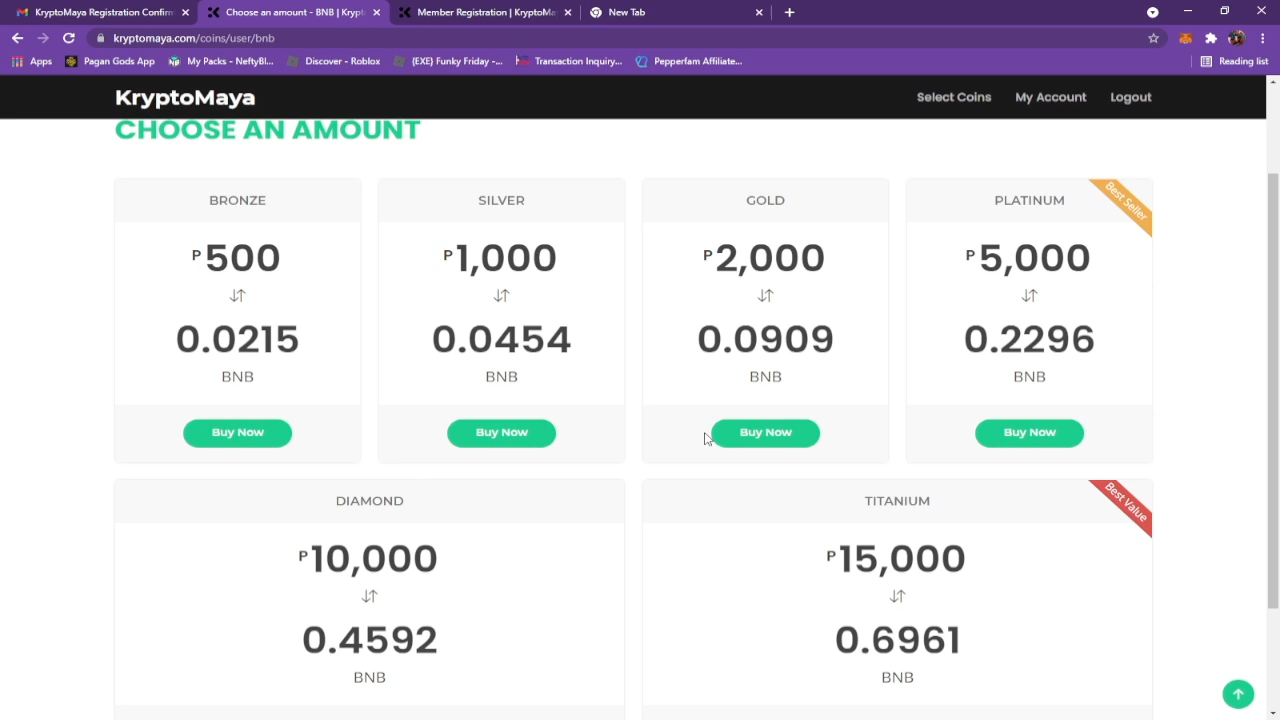 KryptoMaya Registration Confirm
Choose an amount - BNB | Krypt
Member Registration | KryptoMa
New Tab
kryptomaya.com/coins/user/bnb
Apps
Pagan Gods App
My Packs - NeftyBl...
Discover - Roblox
(EXE) Funky Friday -...
Transaction Inquiry...
Pepperfam Affiliate...
Reading list
KryptoMaya
Select Coins
My Account
Logout
CHOOSE AN AMOUNT
BRONZE
P500
0.0215
BNB
Buy Now
SILVER
P1,000
0.0454
BNB
Buy Now
GOLD
P2,000
0.0909
BNB
Buy Now
PLATINUM
Best Seller
P5,000
0.2296
BNB
Buy Now
DIAMOND
P10,000
0.4592
BNB
TITANIUM
Best Value
P15,000
0.6961
BNB